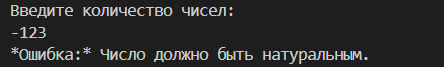 Введите количество чисел:
-123
*Ошибка:* Число должно быть натуральным.